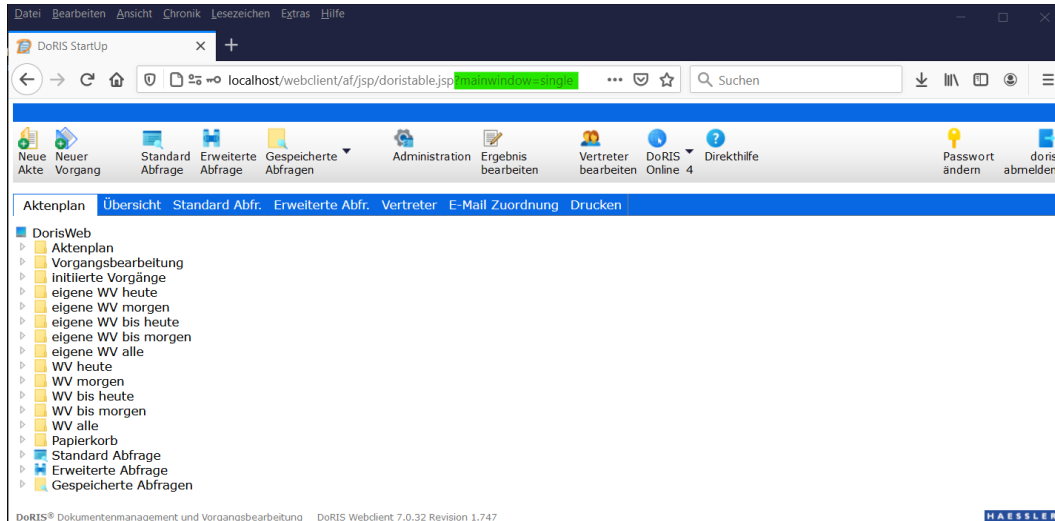 Datei Bearbeiten Ansicht Chronik Lesezeichen Extras Hilfe
DoRIS StartUp
localhost/webclient/af/jsp/doristable.jsp?mainwindow=single
Suchen
Neue Akte
Neuer Vorgang
Standard Abfrage
Erweiterte Abfrage
Gespeicherte Abfragen
Administration
Ergebnis bearbeiten
Vertreter bearbeiten
DoRIS Online 4
Direkthilfe
Passwort ändern
doris abmelden
Aktenplan Übersicht Standard Abfr. Erweiterte Abfr. Vertreter E-Mail Zuordnung Drucken
DorisWeb
Aktenplan
Vorgangsbearbeitung
initiierte Vorgänge
eigene WV heute
eigene WV morgen
eigene WV bis heute
eigene WV bis morgen
eigene WV alle
WV heute
WV morgen
WV bis heute
WV bis morgen
WV alle
Papierkorb
Standard Abfrage
Erweiterte Abfrage
Gespeicherte Abfragen
DoRIS® Dokumentenmanagement und Vorgangsbearbeitung DoRIS Webclient 7.0.32 Revision 1.747
HAESSLER